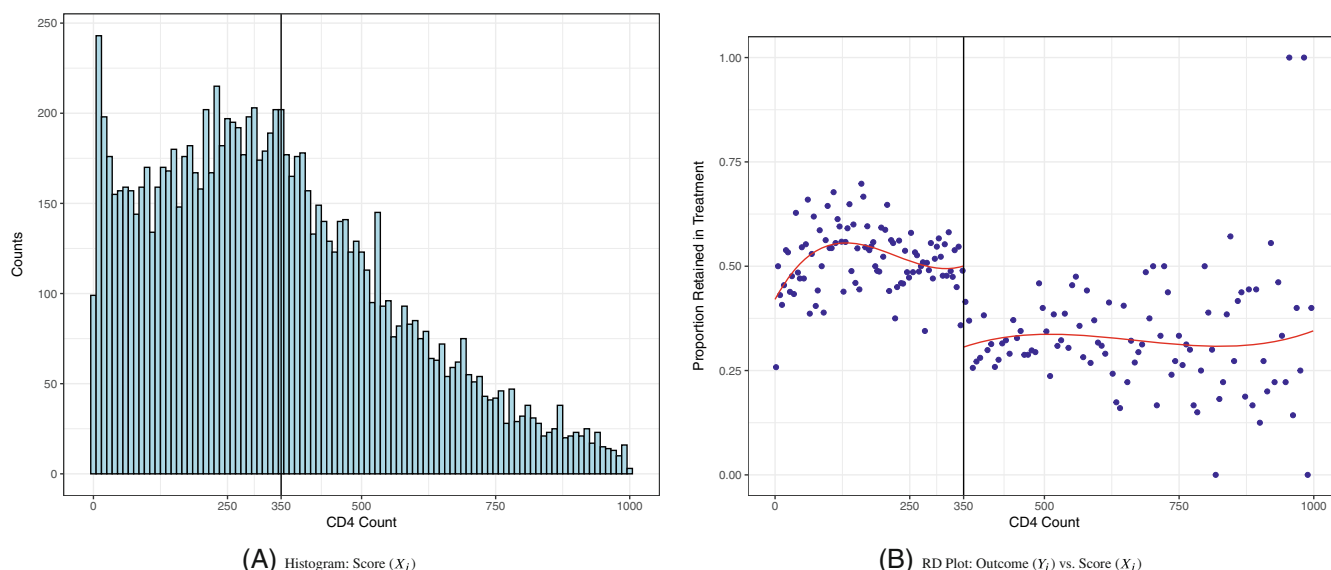 250
200
150
100
50
0
Counts
0 250 350 500 750 1000
CD4 Count
(A) Histogram: Score (Xi)
1.00
0.75
0.50
0.25
0.00
Proportion Retained in Treatment
0 250 350 500 750 1000
CD4 Count
(B) RD Plot: Outcome (Yi) vs. Score (Xi)